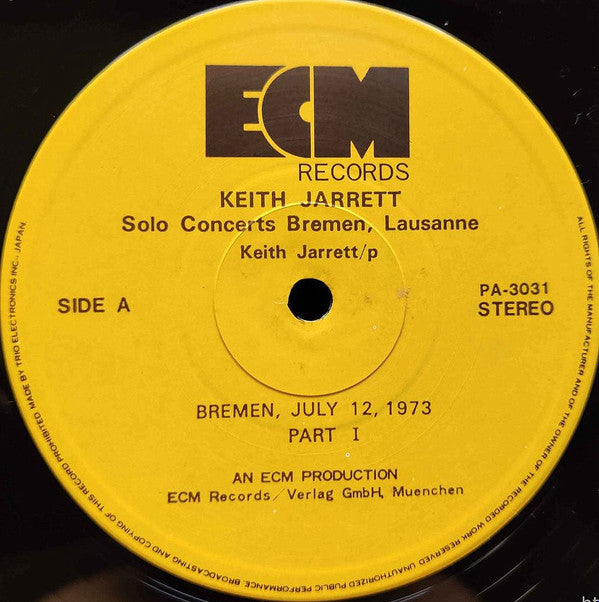 ECM
RECORDS
KEITH JARRETT
Solo Concerts Bremen, Lausanne
Keith Jarrett/p
SIDE A
PA-3031
STEREO
BREMEN, JULY 12, 1973
PART I
AN ECM PRODUCTION
ECM Records/ Verlag GmbH, Muenchen
ALL RIGHTS OF THE MANUFACTURER AND OF THE OWNER OF THE RECORDED WORK RESERVED UNAUTHORIZED PUBLIC PERFORMANCE BROADCASTING AND COPYING OF THIS RECORD PROHIBITED MADE BY TRIO ELECTRONICS INC., JAPAN